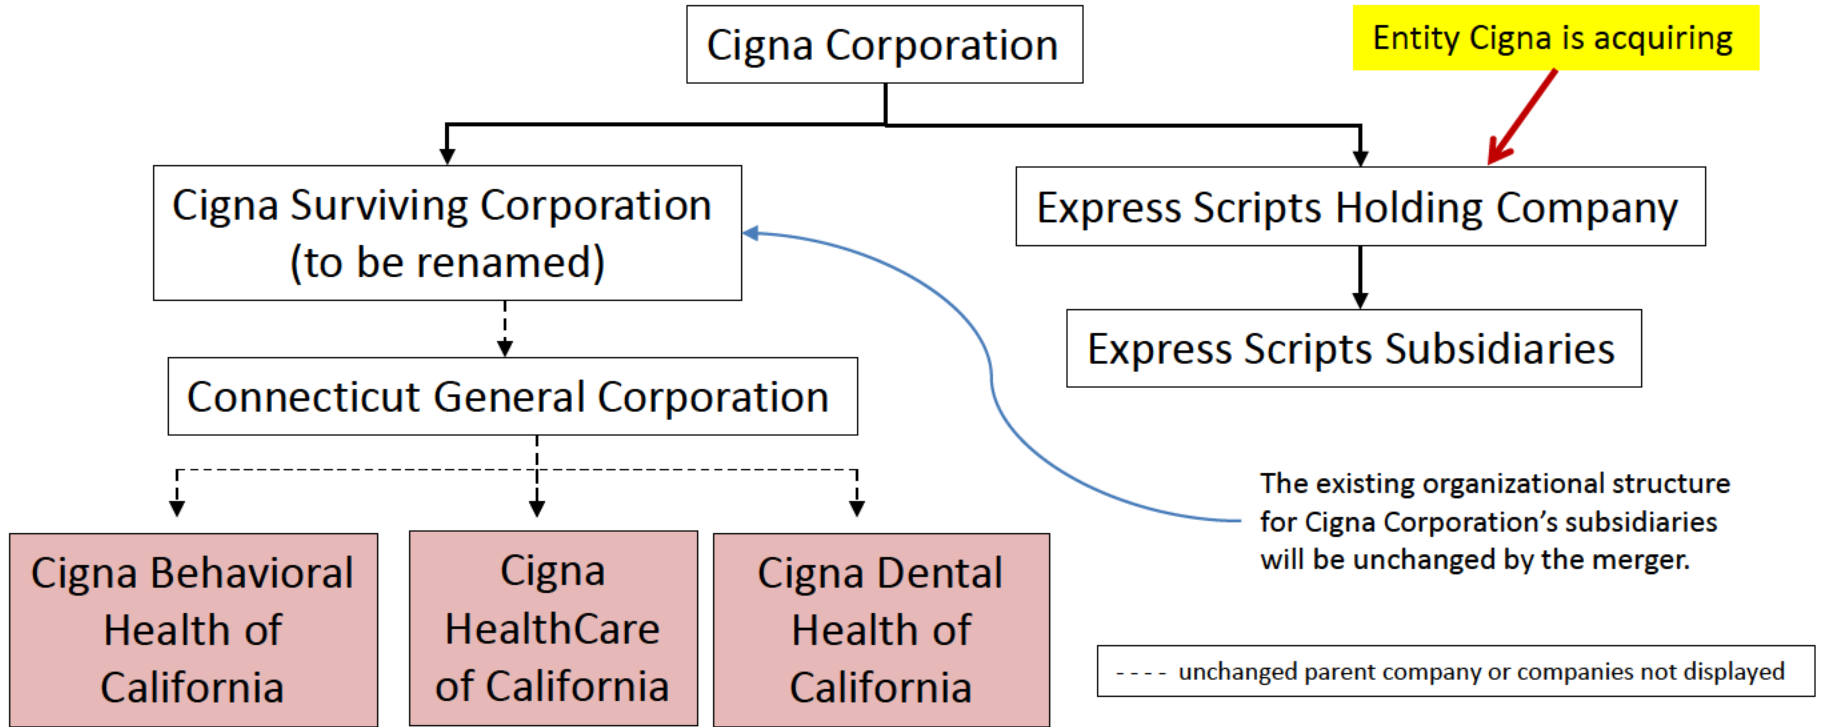 Cigna Corporation
Entity Cigna is acquiring
Cigna Surviving Corporation
(to be renamed)
Express Scripts Holding Company
Express Scripts Subsidiaries
Connecticut General Corporation
The existing organizational structure
for Cigna Corporation’s subsidiaries
will be unchanged by the merger.
Cigna Behavioral
Health of
California
Cigna
HealthCare
of California
Cigna Dental
Health of
California
---- unchanged parent company or companies not displayed